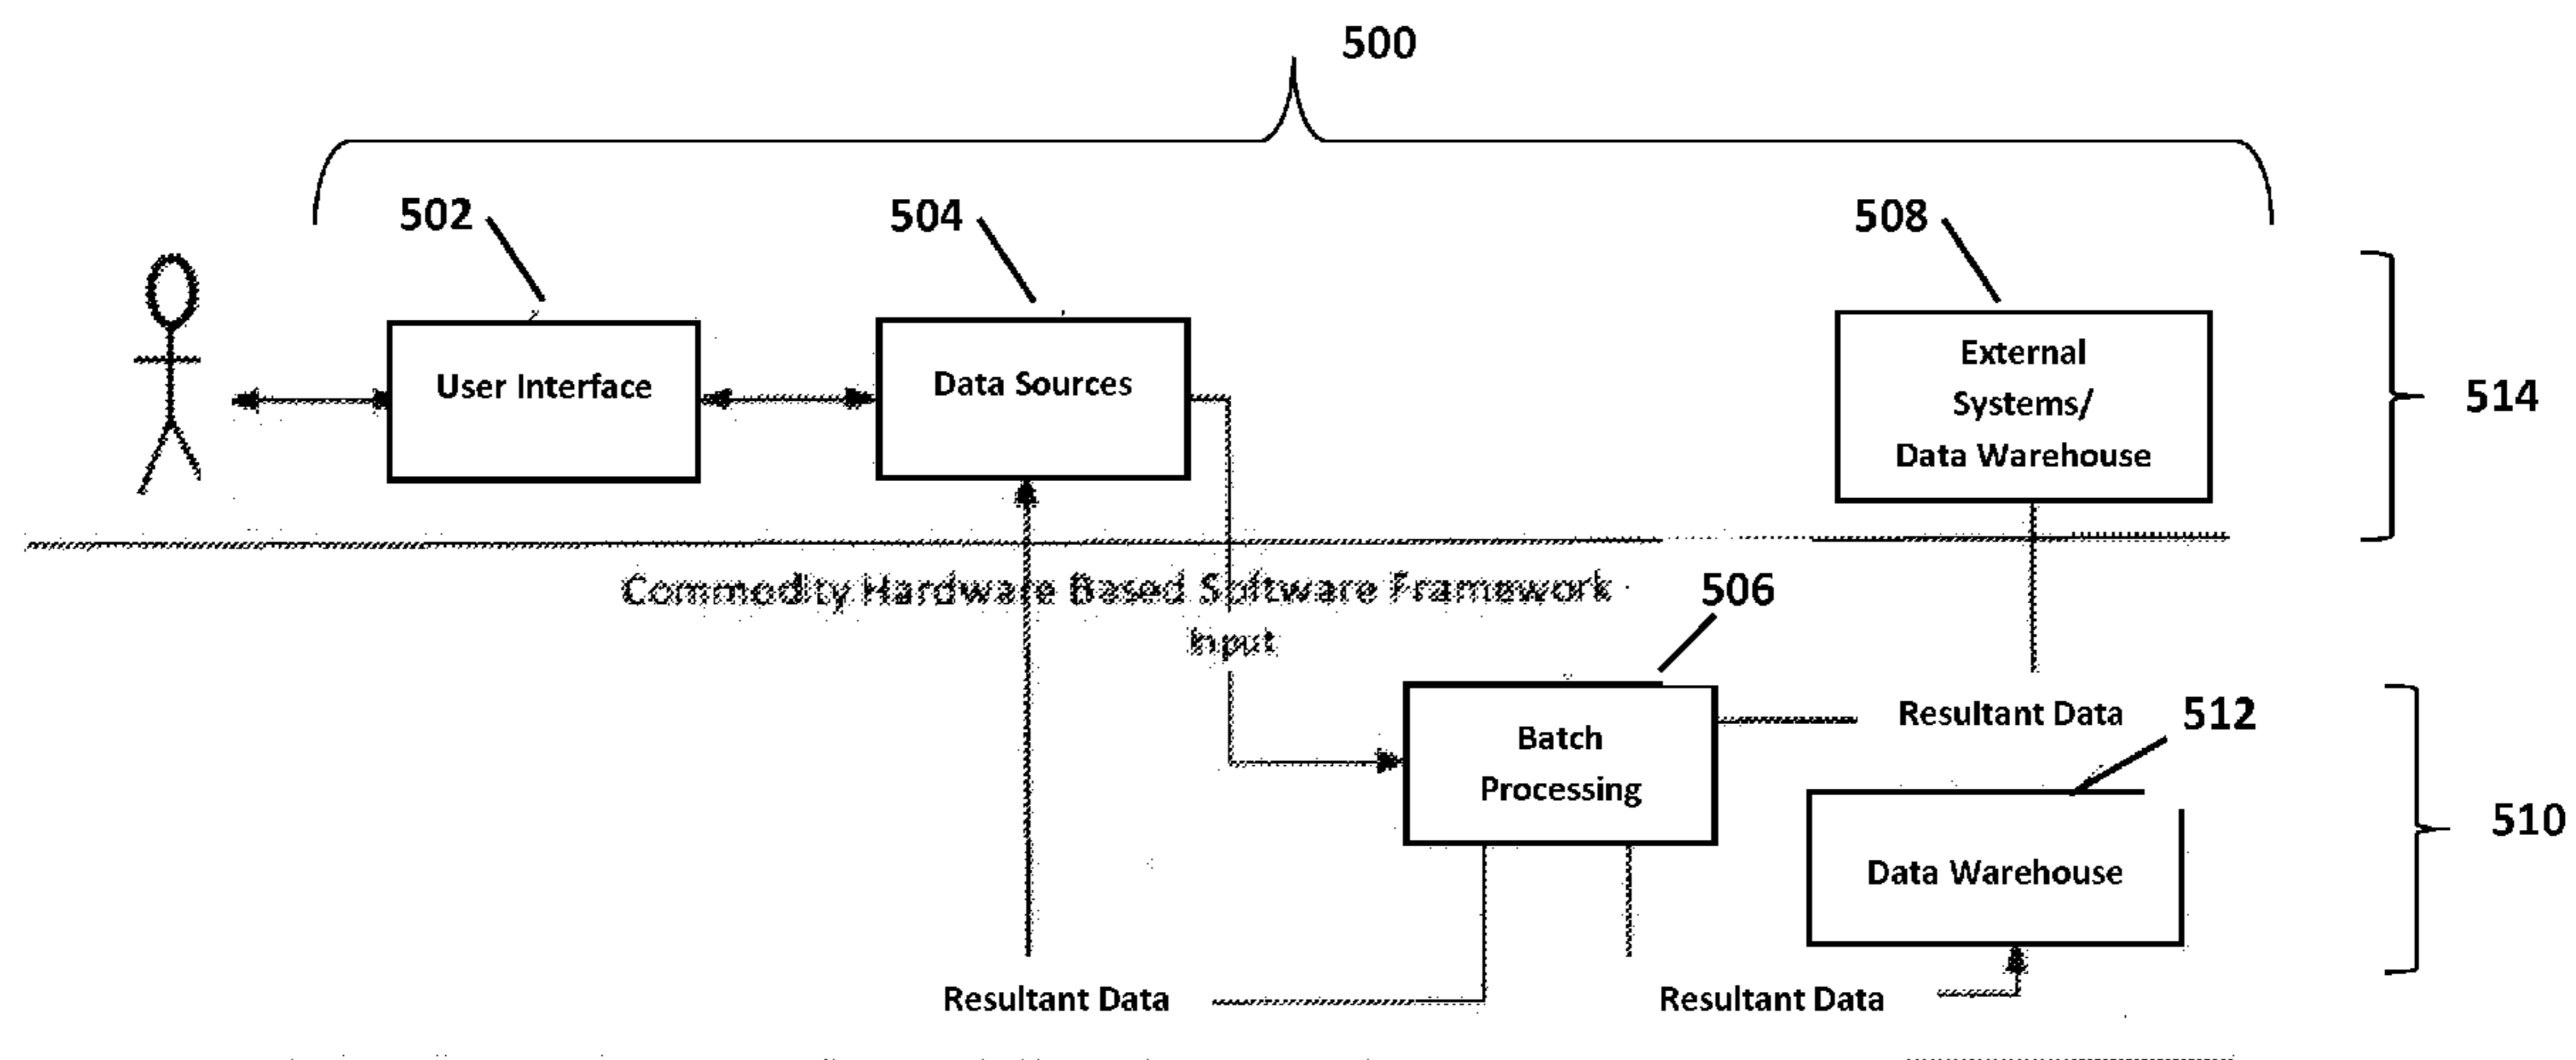 500
502
504
508
User Interface
Data Sources
External
Systems/
Data Warehouse
514
Commodity Hardware Based Software Framework
506
Input
Batch
Processing
Resultant Data
512
510
Data Warehouse
Resultant Data
Resultant Data